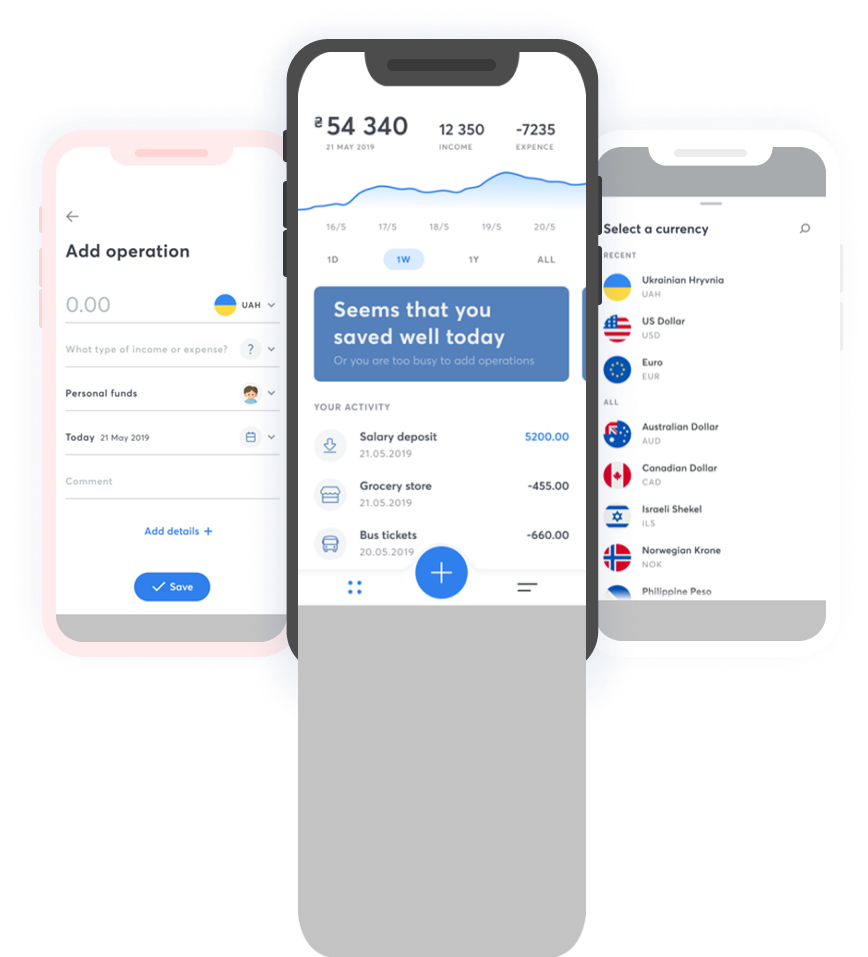 Add operation
0.00 UAH
What type of income or expense? ?
Personal funds
Today 21 May 2019
Comment
Add details +
Save
₴54 340
21 MAY 2019
12 350
INCOME
-7235
EXPENCE
16/5 17/5 18/5 19/5 20/5
1D 1W 1Y ALL
Seems that you
saved well today
Or you are too busy to add operations
YOUR ACTIVITY
Salary deposit 5200.00
21.05.2019
Grocery store -455.00
21.05.2019
Bus tickets -660.00
20.05.2019
Select a currency
RECENT
Ukrainian Hryvnia
UAH
US Dollar
USD
Euro
EUR
ALL
Australian Dollar
AUD
Canadian Dollar
CAD
Israeli Shekel
ILS
Norwegian Krone
NOK
Philippine Peso